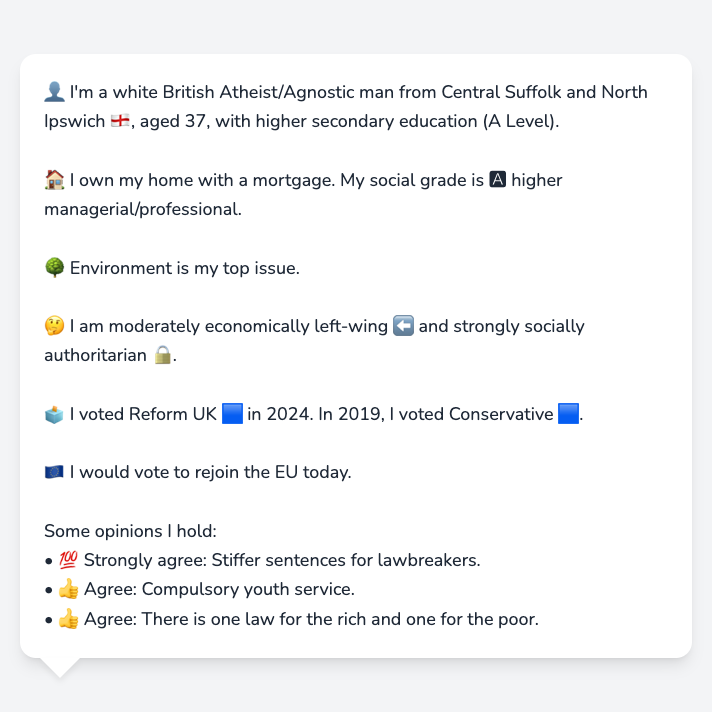 👤 I'm a white British Atheist/Agnostic man from Central Suffolk and North
Ipswich 🏴󠁧󠁢󠁥󠁮󠁧󠁿, aged 37, with higher secondary education (A Level).
🏠 I own my home with a mortgage. My social grade is 🅰 higher
managerial/professional.
🌳 Environment is my top issue.
🤔 I am moderately economically left-wing ⬅️ and strongly socially
authoritarian 🔒.
🗳️ I voted Reform UK 🟦 in 2024. In 2019, I voted Conservative 🟦.
🇪🇺 I would vote to rejoin the EU today.
Some opinions I hold:
• 💯 Strongly agree: Stiffer sentences for lawbreakers.
• 👍 Agree: Compulsory youth service.
• 👍 Agree: There is one law for the rich and one for the poor.